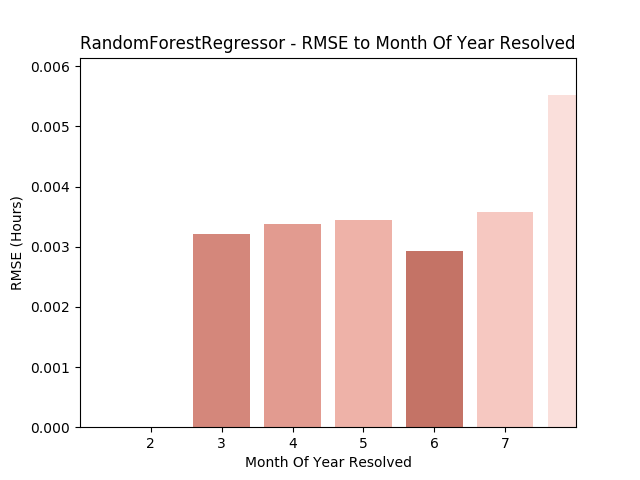 RandomForestRegressor - RMSE to Month Of Year Resolved
0.006
0.005
0.004
0.003
0.002
0.001
0.000
RMSE (Hours)
2 3 4 5 6 7
Month Of Year Resolved